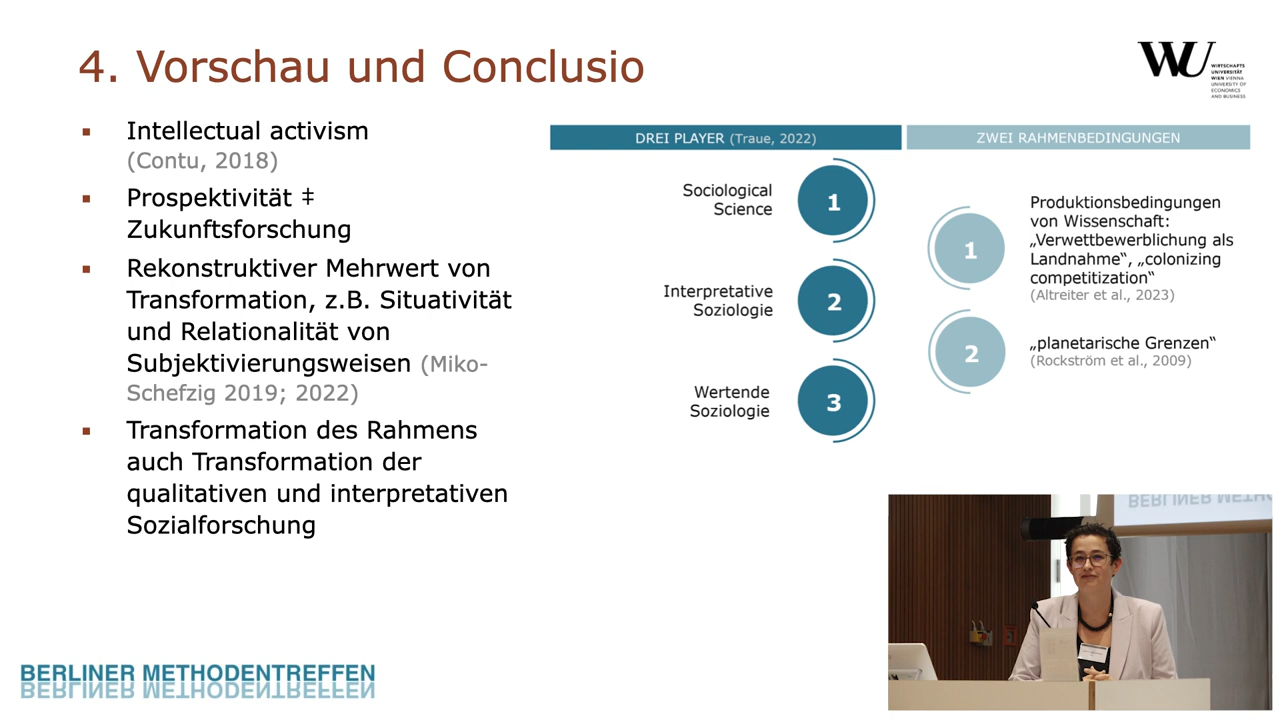 4. Vorschau und Conclusio
WU
WIRTSCHAFTS
UNIVERSITÄT
WIEN VIENNA
UNIVERSITY OF
ECONOMICS
AND BUSINESS
▪ Intellectual activism
(Contu, 2018)
▪ Prospektivität ‡
Zukunftsforschung
▪ Rekonstruktiver Mehrwert von
Transformation, z.B. Situativität
und Relationalität von
Subjektivierungsweisen (Miko-
Schefzig 2019; 2022)
▪ Transformation des Rahmens
auch Transformation der
qualitativen und interpretativen
Sozialforschung
DREI PLAYER (Traue, 2022)
Sociological
Science
1
Interpretative
Soziologie
2
Wertende
Soziologie
3
ZWEI RAHMENBEDINGUNGEN
1
Produktionsbedingungen
von Wissenschaft:
„Verwettbewerblichung als
Landnahme“, „colonizing
competitization“
(Altreiter et al., 2023)
2
„planetarische Grenzen“
(Rockström et al., 2009)
BERLINER METHODENTREFFEN